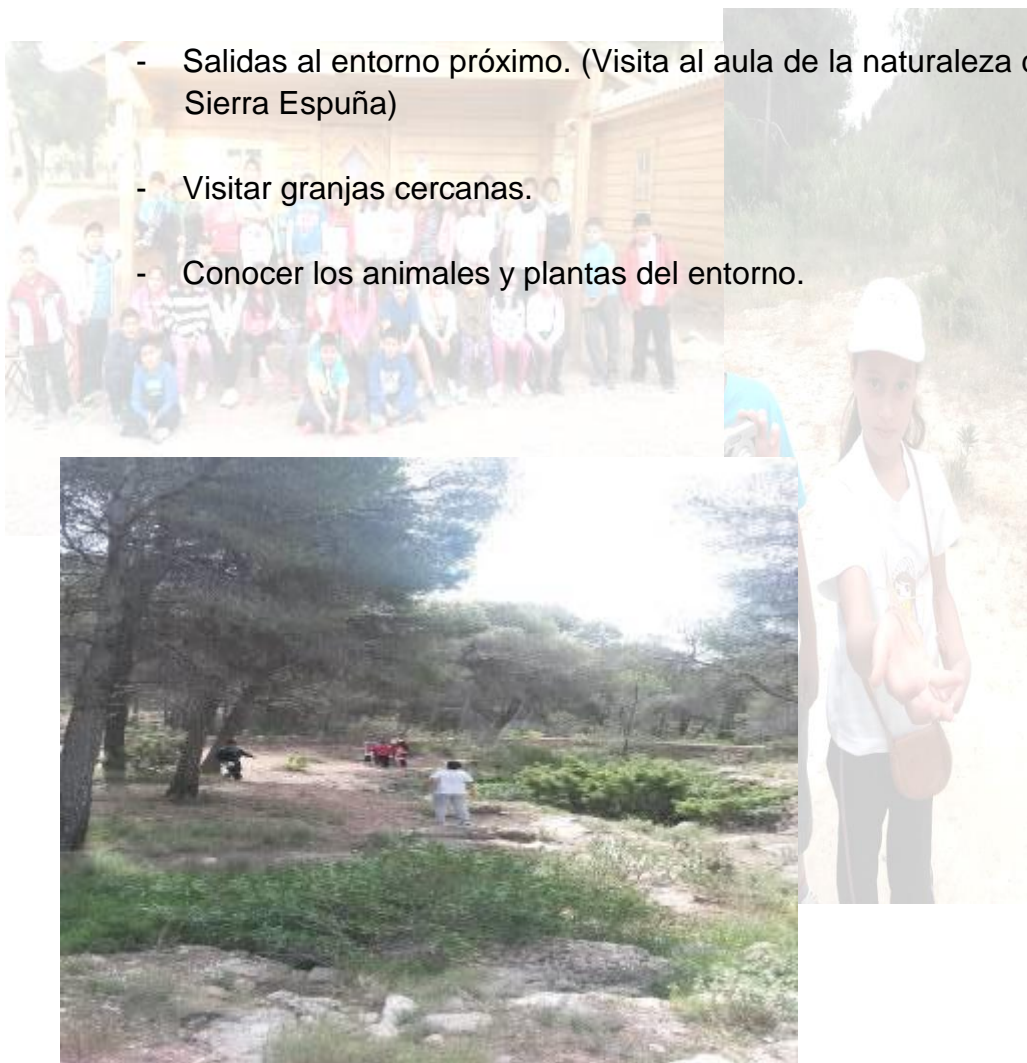 - Salidas al entorno próximo. (Visita al aula de la naturaleza
Sierra Espuña)
- Visitar granjas cercanas.
- Conocer los animales y plantas del entorno.